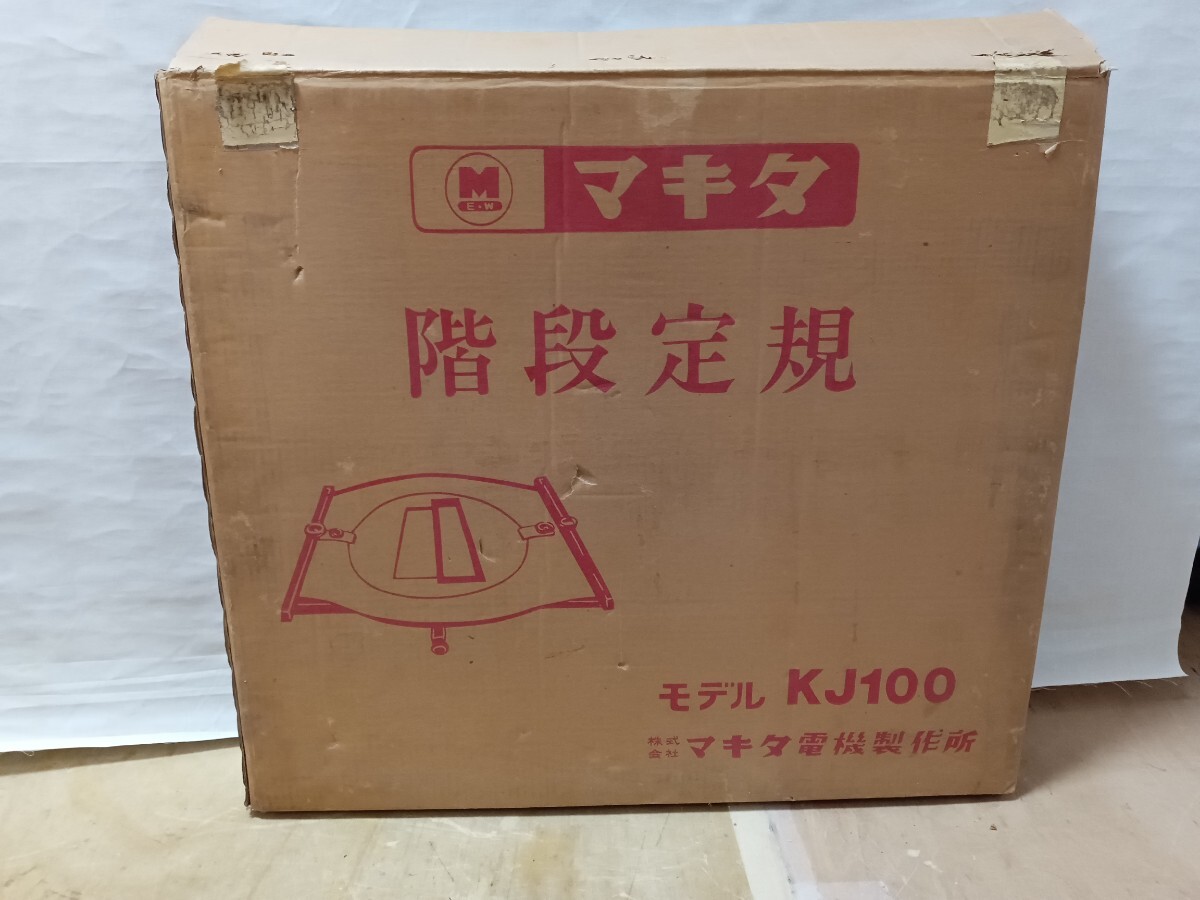 M
E・W
マキタ
階段定規
モデル KJ100
株式会社 マキタ電機製作所